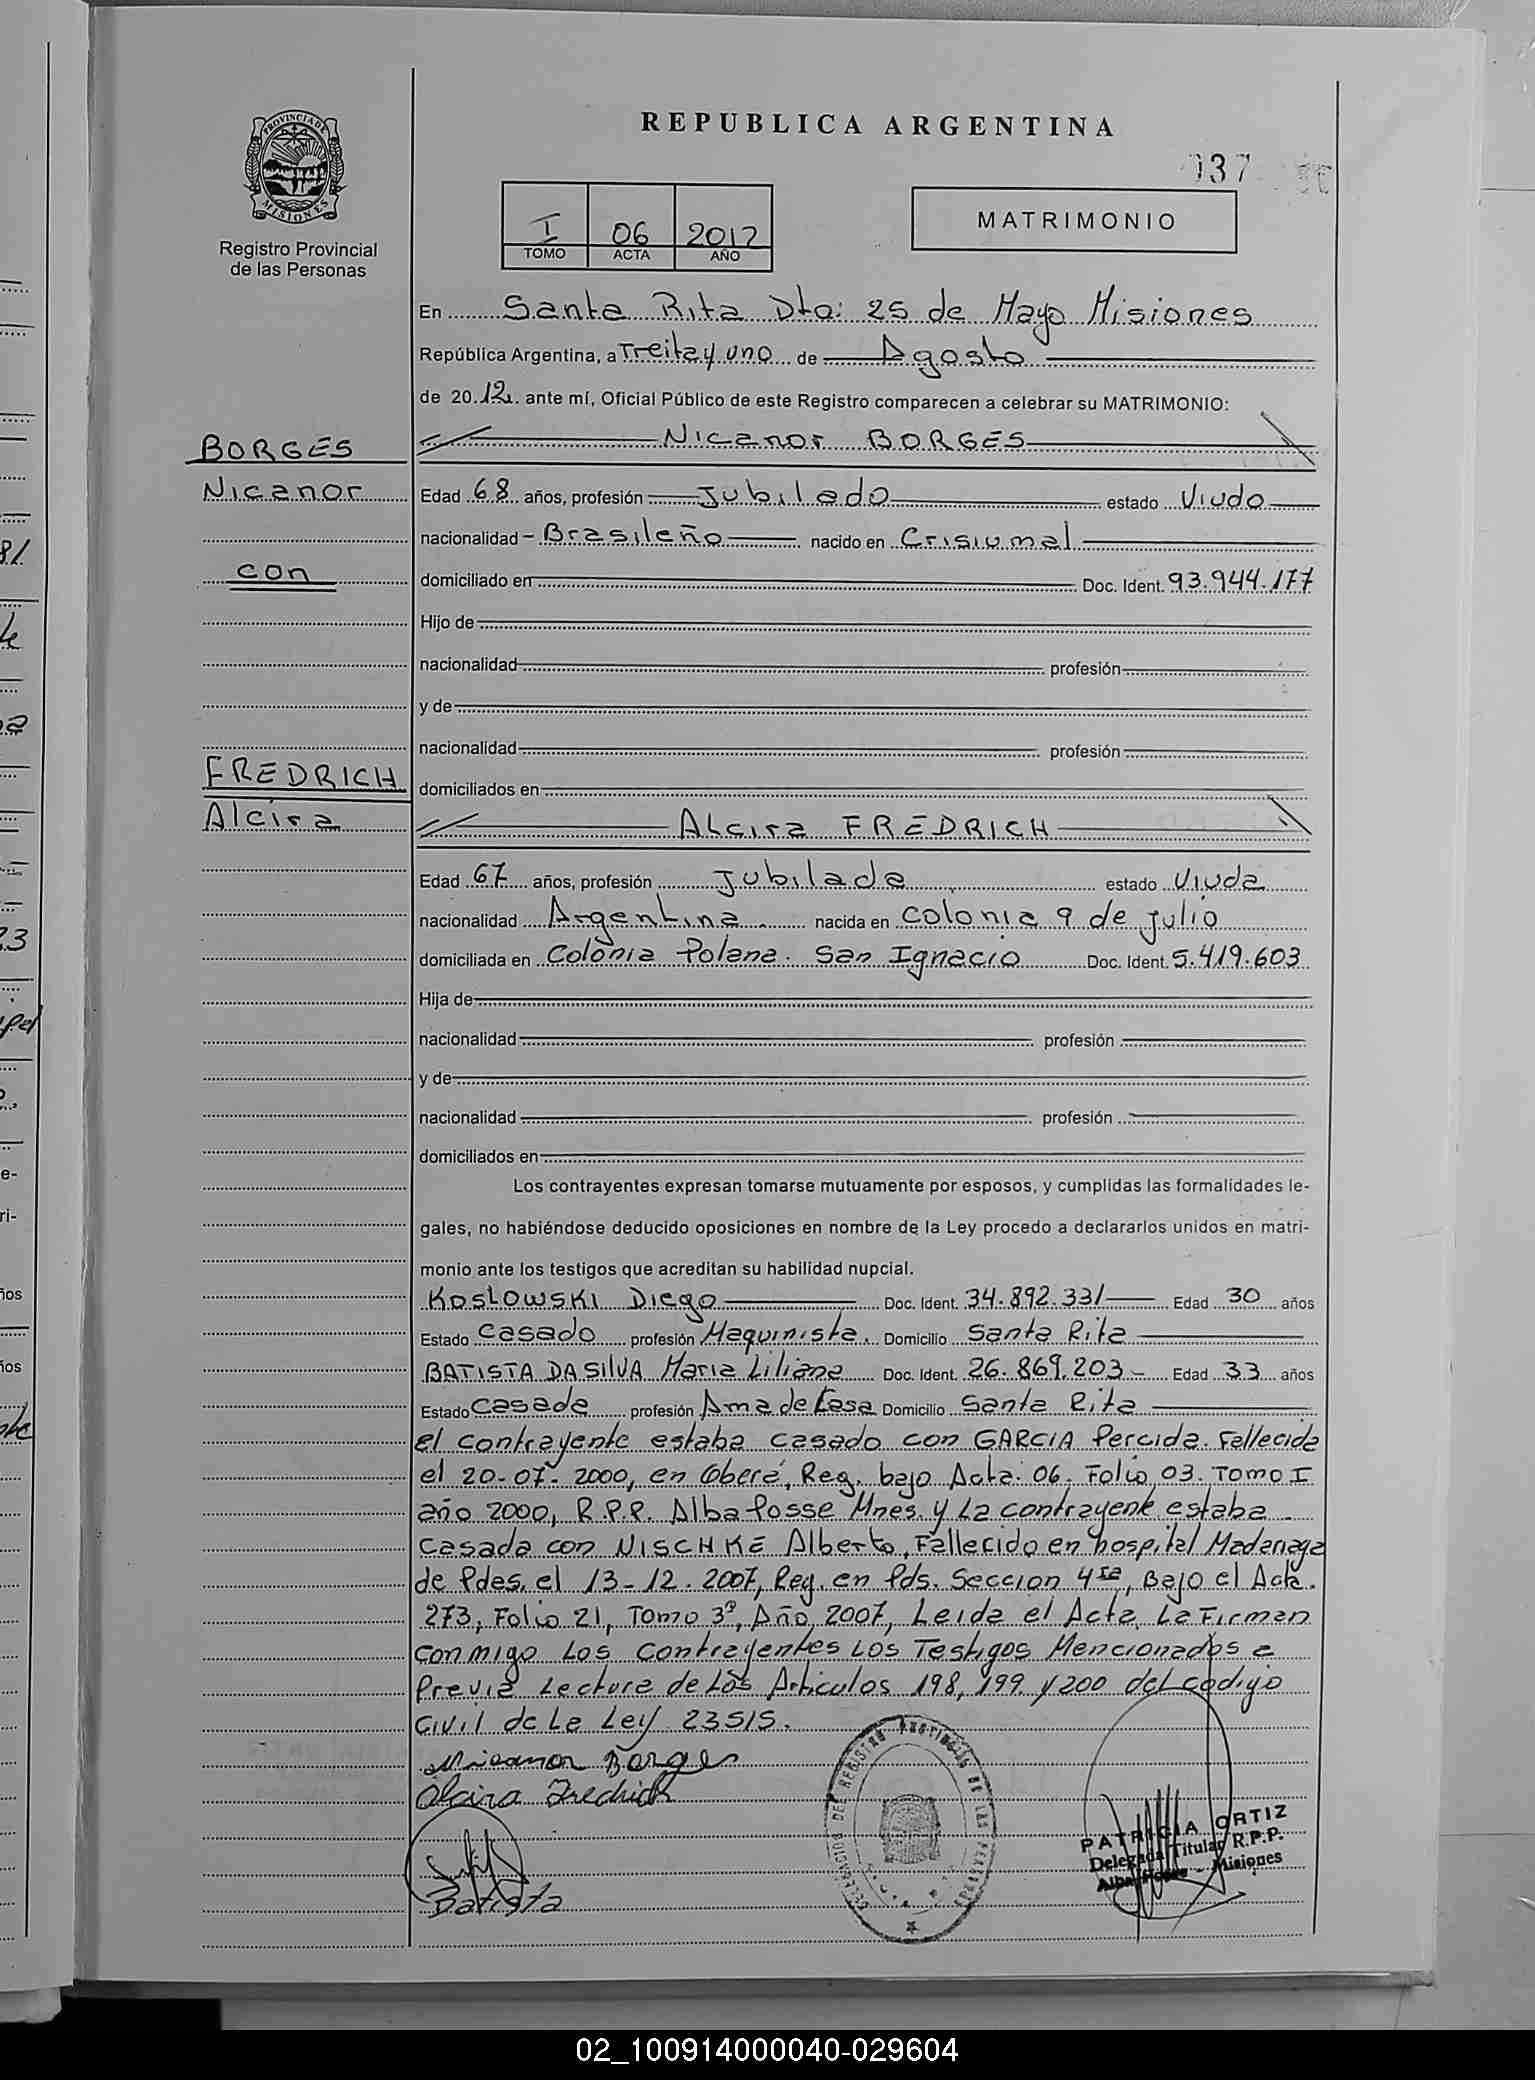 REPUBLICA ARGENTINA
037
PROVINCIA DE MISIONES
Registro Provincial
de las Personas
I 06 2012
TOMO ACTA AÑO
MATRIMONIO
En Santa Rita Dto: 25 de Mayo Misiones
República Argentina, a Treitay uno de Agosto
de 2012. ante mí, Oficial Público de este Registro comparecen a celebrar su MATRIMONIO:
BORGES
Nicanor
con
FREDRICH
Alcira
Nicanor BORGES
Edad 68 años, profesión Jubilado estado Viudo
nacionalidad Brasileño nacido en Crisiumal
domiciliado en Doc. Ident. 93.944.177
Hijo de
nacionalidad profesión
y de
nacionalidad profesión
domiciliados en
Alcira FREDRICH
Edad 67 años, profesión Jubilada estado Viuda
nacionalidad Argentina nacida en Colonia 9 de Julio
domiciliada en Colonia Polana. San Ignacio Doc. Ident. 5.419.603
Hija de
nacionalidad profesión
y de
nacionalidad profesión
domiciliados en
Los contrayentes expresan tomarse mutuamente por esposos, y cumplidas las formalidades le-
gales, no habiéndose deducido oposiciones en nombre de la Ley procedo a declararlos unidos en matri-
monio ante los testigos que acreditan su habilidad nupcial.
KOSLOWSKI Diego Doc. Ident. 34.892.331 Edad 30 años
Estado Casado profesión Maquinista. Domicilio Santa Rita
BATISTA DA SILVA Maria Liliana Doc. Ident. 26.869.203 Edad 33 años
Estado Casada profesión Ama de Casa Domicilio Santa Rita
el contrayente estaba casado con GARCIA Percida. Fallecida
el 20-07-2000, en Oberá, Reg. bajo Acta: 06. Folio 03. Tomo I
año 2000, R.P.P. Alba Posse Mnes. y La contrayente estaba
Casada con NISCHKE Alberto, Fallecido en hospital Madariaga
de Pdas. el 13-12-2007, Reg. en Pds. Seccion 4ta, Bajo el Acta.
273, Folio 21, Tomo 3º, Año 2007, Leida el Acta, La Firman
conmigo Los Contrayentes Los Testigos Mencionados e
Previa Lectura de Los Articulos 198, 199 y 200 del codigo
Civil de La Ley 23515.
Nicanor Borges
Alcira Fredrich
Batista
DELEGACION DEL REGISTRO PROVINCIAL DE LAS PERSONAS
PATRICIA ORTIZ
Delegada Titular R.P.P.
Alba Posse - Misiones
02_100914000040-029604